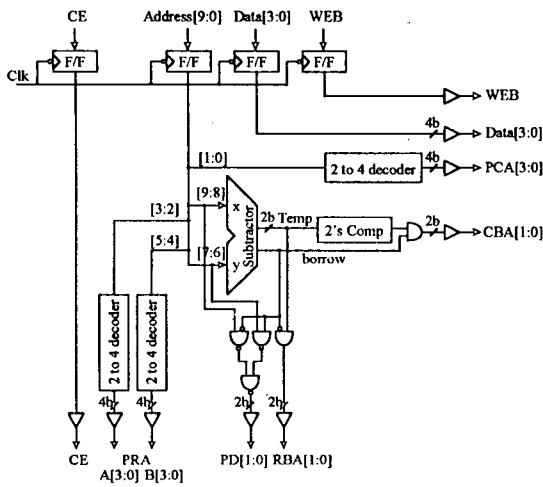 CE Address[9:0] Data[3:0] WEB
F/F F/F F/F F/F
Clk
WEB
4b
Data[3:0]
[1:0] 2 to 4 decoder 4b PCA[3:0]
[9:8]
[3:2] x 2b Temp 2's Comp 2b CBA[1:0]
Subtractor
[5:4] [7:6] y borrow
2 to 4 decoder 2 to 4 decoder
4b 4b 2b 2b
CE PRA PD[1:0] RBA[1:0]
A[3:0] B[3:0]